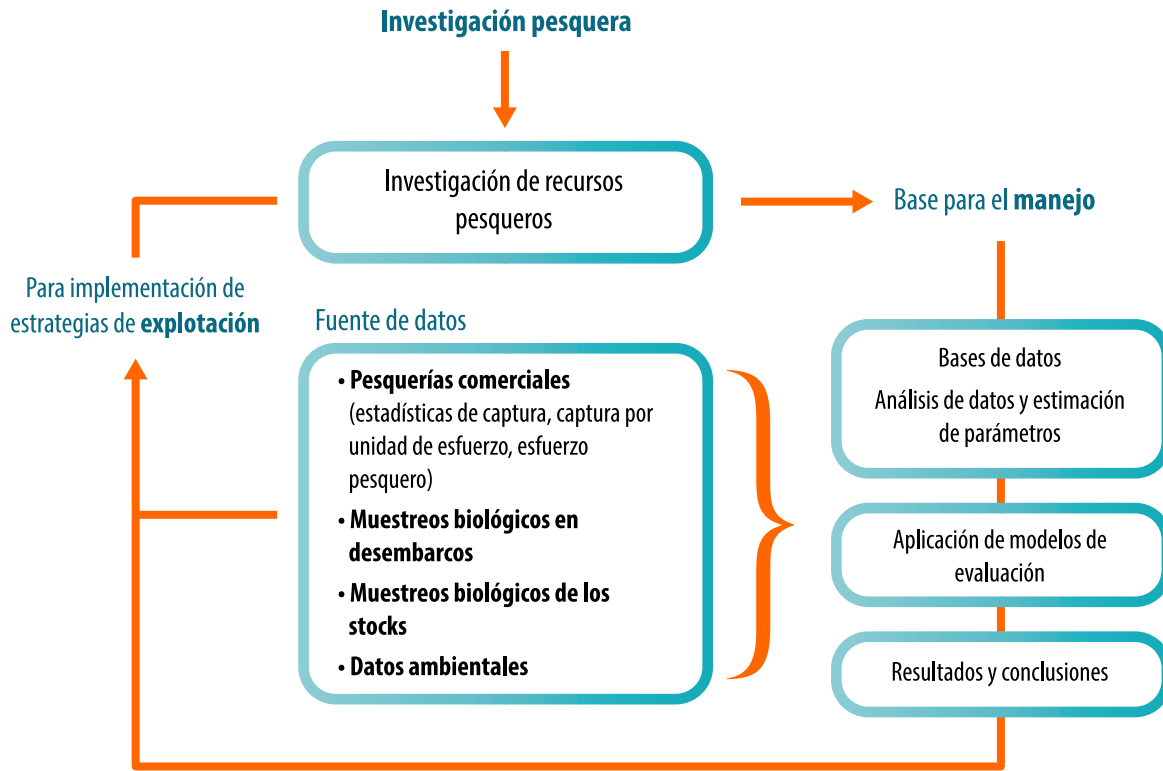 Investigación pesquera
Investigación de recursos
pesqueros
Base para el manejo
Para implementación de
estrategias de explotación
Fuente de datos
• Pesquerías comerciales
(estadísticas de captura, captura por
unidad de esfuerzo, esfuerzo
pesquero)
• Muestreos biológicos en
desembarcos
• Muestreos biológicos de los
stocks
• Datos ambientales
Bases de datos
Análisis de datos y estimación
de parámetros
Aplicación de modelos de
evaluación
Resultados y conclusiones